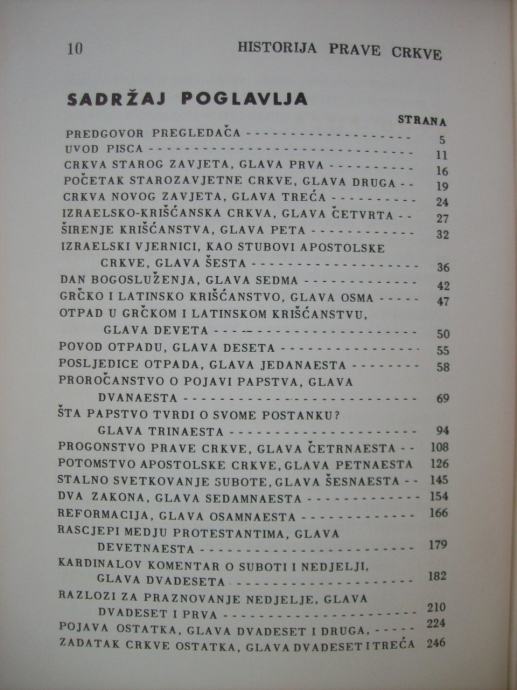 10 HISTORIJA PRAVE CRKVE
SADRŽAJ POGLAVLJA
STRANA
PREDGOVOR PREGLEDAČA - - - - - - - - - - - - - - - - - - 5
UVOD PISCA - - - - - - - - - - - - - - - - - - - - - - - - - 11
CRKVA STAROG ZAVJETA, GLAVA PRVA - - - - - - - - - - 16
POČETAK STAROZAVJETNE CRKVE, GLAVA DRUGA - - 19
CRKVA NOVOG ZAVJETA, GLAVA TREĆA - - - - - - - - - - 24
IZRAELSKO-KRIŠĆANSKA CRKVA, GLAVA ČETVRTA - - 27
ŠIRENJE KRIŠĆANSTVA, GLAVA PETA - - - - - - - - - - - 32
IZRAELSKI VJERNICI, KAO STUBOVI APOSTOLSKE
CRKVE, GLAVA ŠESTA - - - - - - - - - - - - - - - - - 36
DAN BOGOSLUŽENJA, GLAVA SEDMA - - - - - - - - - - - - 42
GRČKO I LATINSKO KRIŠĆANSTVO, GLAVA OSMA - - - - 47
OTPAD U GRČKOM I LATINSKOM KRIŠĆANSTVU,
GLAVA DEVETA - - - - - - - - - - - - - - - - - - - - 50
POVOD OTPADU, GLAVA DESETA - - - - - - - - - - - - - - 55
POSLJEDICE OTPADA, GLAVA JEDANAESTA - - - - - - - - 58
PROROČANSTVO O POJAVI PAPSTVA, GLAVA
DVANAESTA - - - - - - - - - - - - - - - - - - - - - - 69
ŠTA PAPSTVO TVRDI O SVOME POSTANKU?
GLAVA TRINAESTA - - - - - - - - - - - - - - - - - - 94
PROGONSTVO PRAVE CRKVE, GLAVA ČETRNAESTA - - 108
POTOMSTVO APOSTOLSKE CRKVE, GLAVA PETNAESTA 126
STALNO SVETKOVANJE SUBOTE, GLAVA ŠESNAESTA - - 145
DVA ZAKONA, GLAVA SEDAMNAESTA - - - - - - - - - - - - 154
REFORMACIJA, GLAVA OSAMNAESTA - - - - - - - - - - - - 166
RASCJEPI MEDJU PROTESTANTIMA, GLAVA
DEVETNAESTA - - - - - - - - - - - - - - - - - - - - 179
KARDINALOV KOMENTAR O SUBOTI I NEDJELJI,
GLAVA DVADESETA - - - - - - - - - - - - - - - - - - 182
RAZLOZI ZA PRAZNOVANJE NEDJELJE, GLAVA
DVADESET I PRVA - - - - - - - - - - - - - - - - - - 210
POJAVA OSTATKA, GLAVA DVADESET I DRUGA, - - - - - 224
ZADATAK CRKVE OSTATKA, GLAVA DVADESET I TREĆA 246